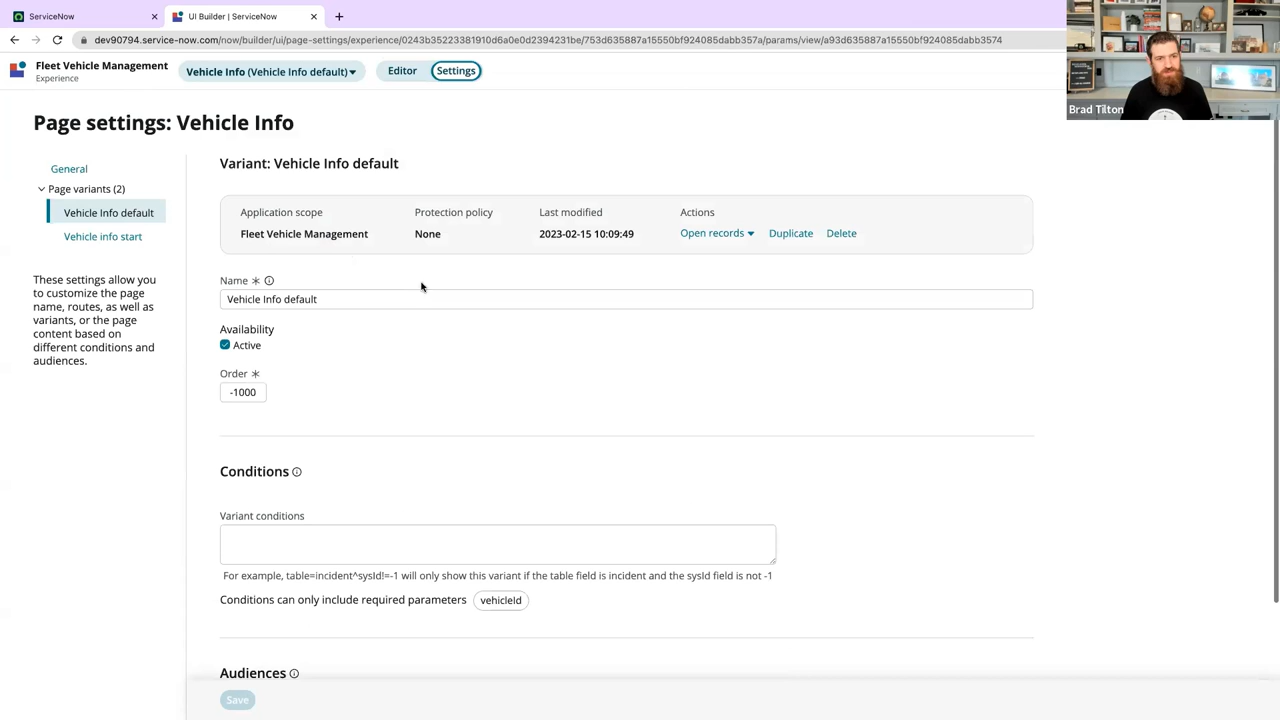 ServiceNow
UI Builder | ServiceNow
dev90794.service-now.com/now/builder/ui/page-settings/expe
Fleet Vehicle Management
Experience
Vehicle Info (Vehicle Info default)
Editor
Settings
Brad Tilton
Page settings: Vehicle Info
General
Page variants (2)
Vehicle Info default
Vehicle info start
These settings allow you
to customize the page
name, routes, as well as
variants, or the page
content based on
different conditions and
audiences.
Variant: Vehicle Info default
Application scope
Protection policy
Last modified
Actions
Fleet Vehicle Management
None
2023-02-15 10:09:49
Open records
Duplicate
Delete
Name *
Vehicle Info default
Availability
Active
Order *
-1000
Conditions
Variant conditions
For example, table=incident^sysId!=-1 will only show this variant if the table field is incident and the sysId field is not -1
Conditions can only include required parameters vehicleId
Audiences
Save